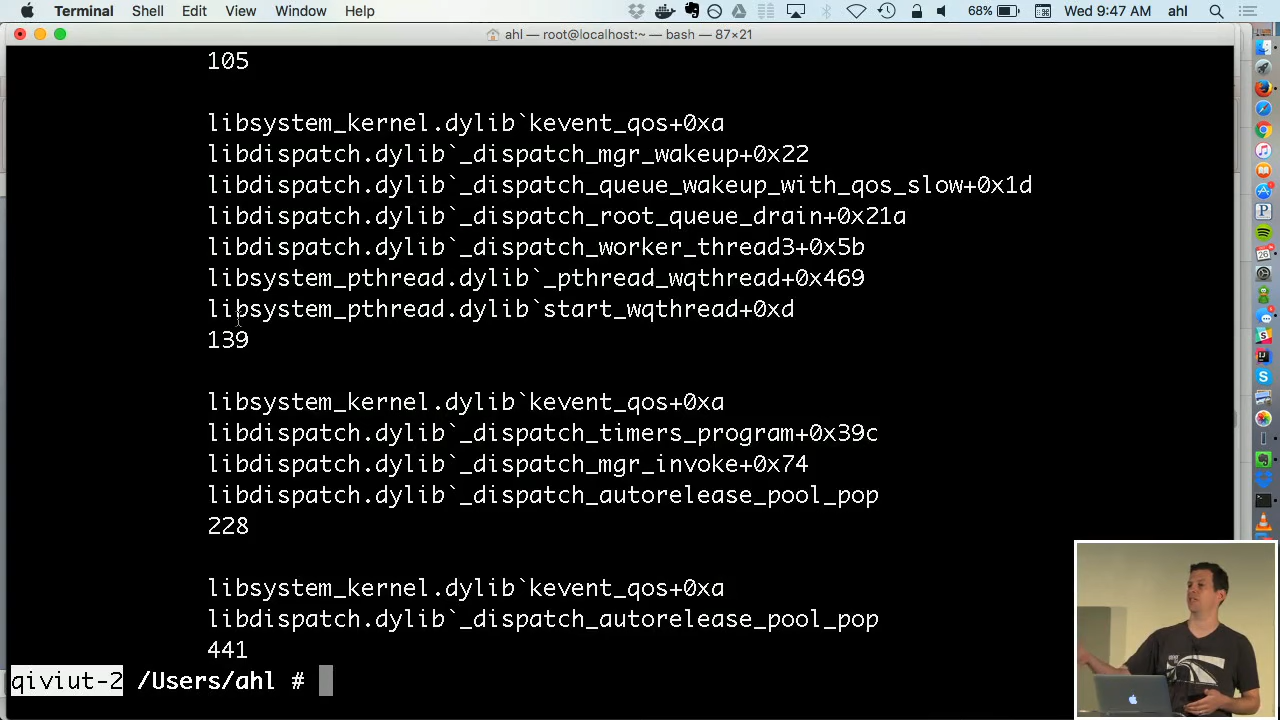 Terminal Shell Edit View Window Help 68% Wed 9:47 AM ahl
ahl — root@localhost:~ — bash — 87×21
105
libsystem_kernel.dylib`kevent_qos+0xa
libdispatch.dylib`_dispatch_mgr_wakeup+0x22
libdispatch.dylib`_dispatch_queue_wakeup_with_qos_slow+0x1d
libdispatch.dylib`_dispatch_root_queue_drain+0x21a
libdispatch.dylib`_dispatch_worker_thread3+0x5b
libsystem_pthread.dylib`_pthread_wqthread+0x469
libsystem_pthread.dylib`start_wqthread+0xd
139
libsystem_kernel.dylib`kevent_qos+0xa
libdispatch.dylib`_dispatch_timers_program+0x39c
libdispatch.dylib`_dispatch_mgr_invoke+0x74
libdispatch.dylib`_dispatch_autorelease_pool_pop
228
libsystem_kernel.dylib`kevent_qos+0xa
libdispatch.dylib`_dispatch_autorelease_pool_pop
441
qiviut-2 /Users/ahl #